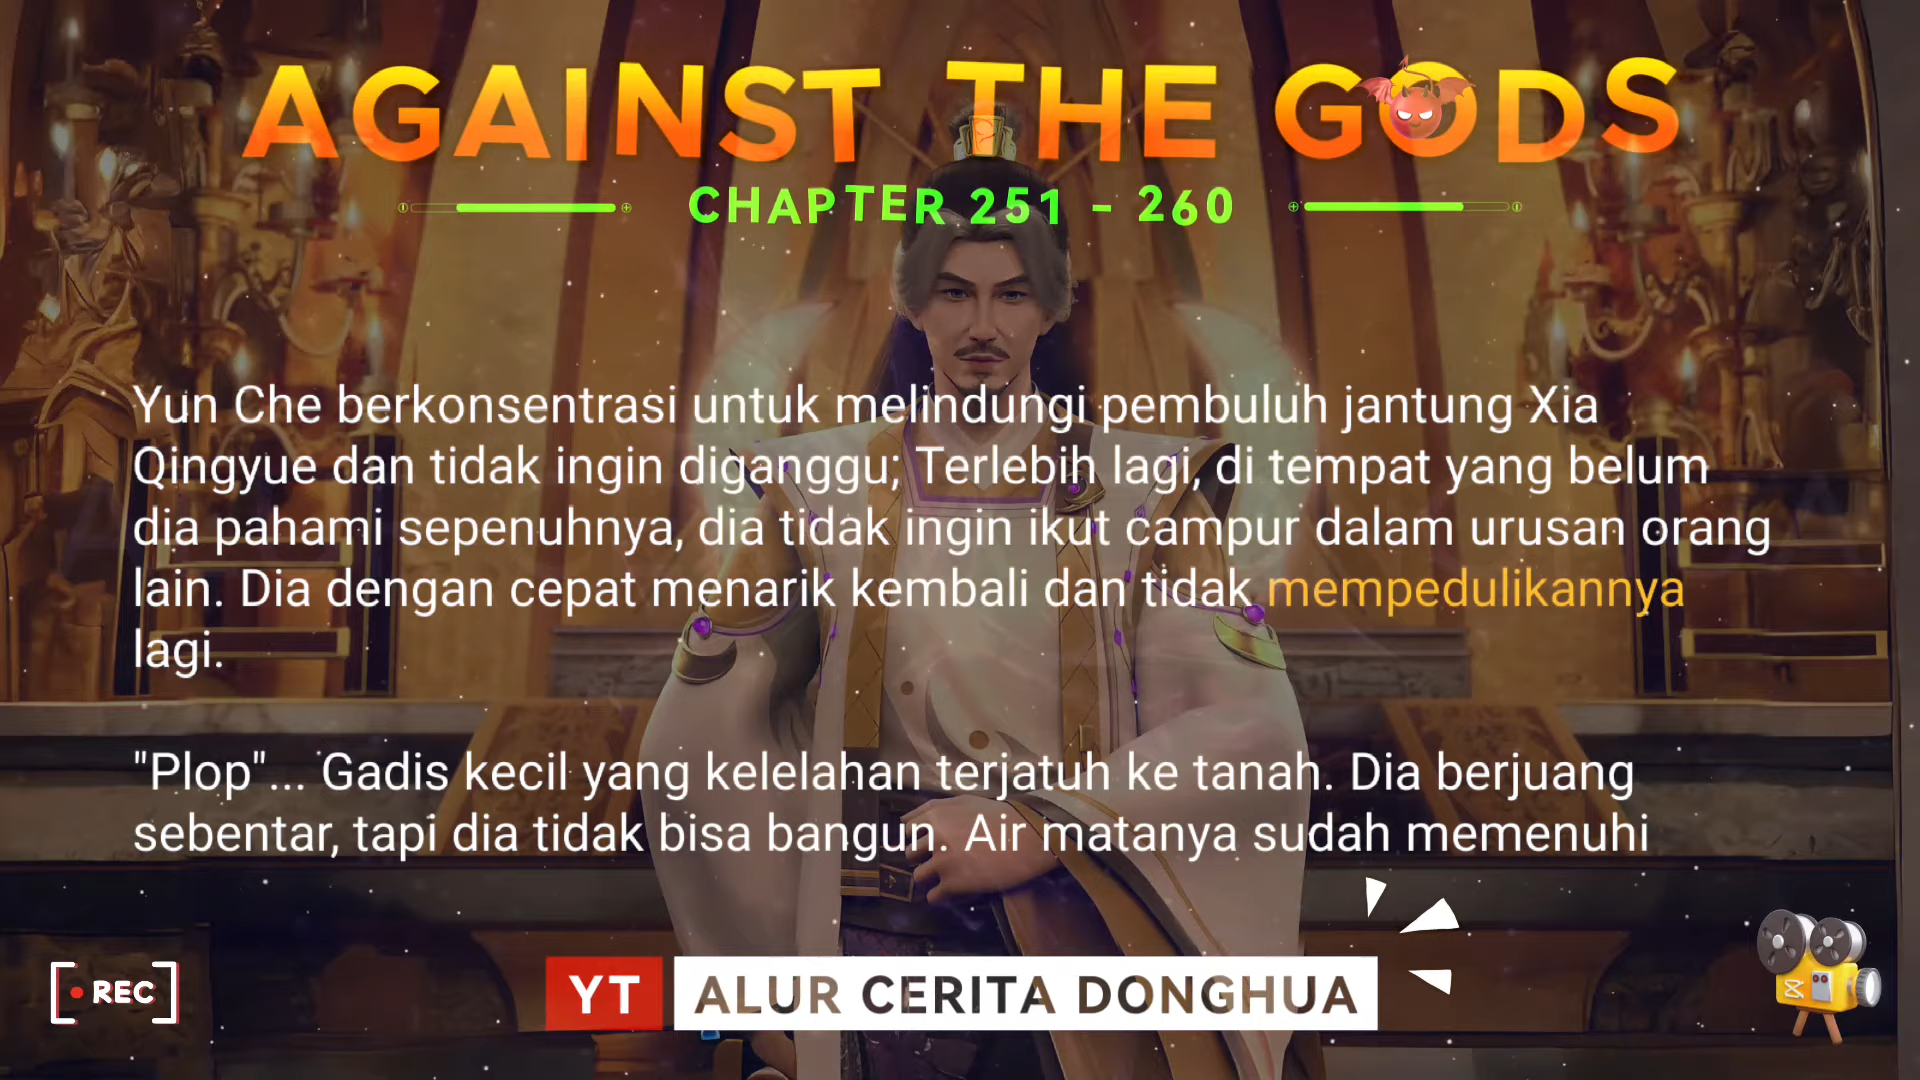 AGAINST THE GODS
CHAPTER 251 - 260
Yun Che berkonsentrasi untuk melindungi pembuluh jantung Xia
Qingyue dan tidak ingin diganggu; Terlebih lagi, di tempat yang belum
dia pahami sepenuhnya, dia tidak ingin ikut campur dalam urusan orang
lain. Dia dengan cepat menarik kembali dan tidak mempedulikannya
lagi.
"Plop"... Gadis kecil yang kelelahan terjatuh ke tanah. Dia berjuang
sebentar, tapi dia tidak bisa bangun. Air matanya sudah memenuhi
REC
YT ALUR CERITA DONGHUA